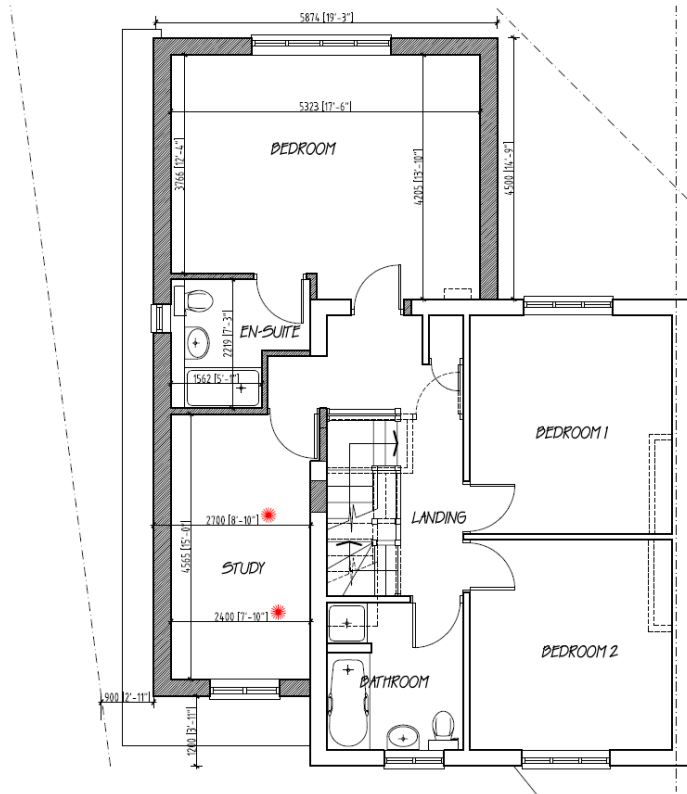 5874 [19'-3"]
5323 [17'-6"]
BEDROOM
3766 [12'-4"]
4205 [13'-10"]
4500 [14'-9"]
EN-SUITE
2219 [7'-3"]
1562 [5'-1"]
BEDROOM 1
2700 [8'-10"]
LANDING
4565 [15'-0"]
STUDY
2400 [7'-10"]
BEDROOM 2
BATHROOM
900 [2'-11"]
1200 [3'-11"]